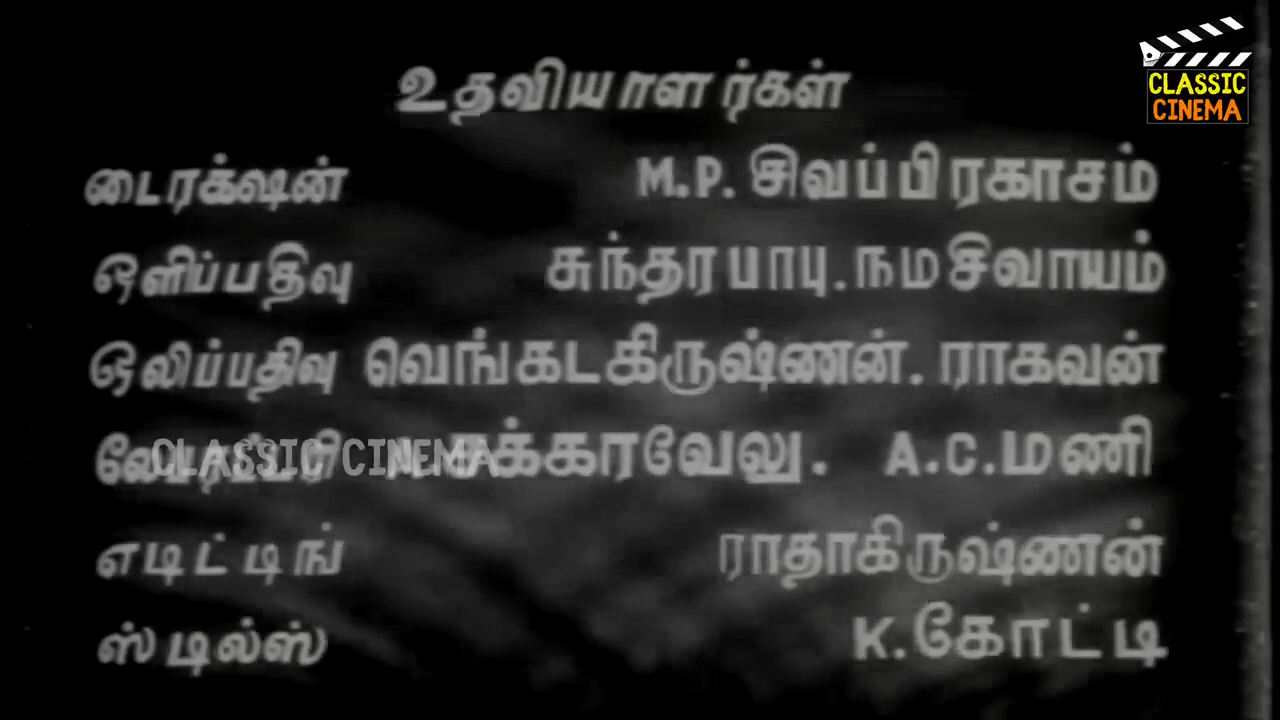 CLASSIC
CINEMA
உதவியாளர்கள்
டைரக்ஷன் M.P. சிவப்பிரகாசம்
ஒளிப்பதிவு சுந்தரபாபு. நமசிவாயம்
ஒலிப்பதிவு வெங்கடகிருஷ்ணன். ராகவன்
A.C.மணி
CLASSIC CINEMA
எடிட்டிங் ராதாகிருஷ்ணன்
ஸ்டில்ஸ் K.கோட்டி